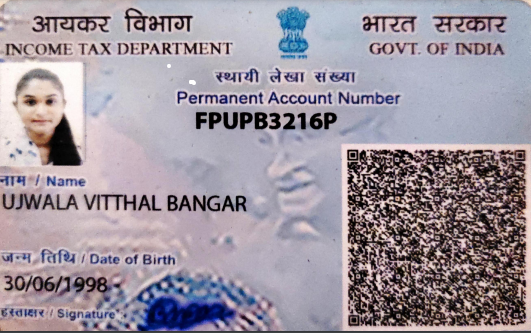 आयकर विभाग
INCOME TAX DEPARTMENT
भारत सरकार
GOVT. OF INDIA
स्थायी लेखा संख्या
Permanent Account Number
FPUPB3216P
नाम / Name
UJWALA VITTHAL BANGAR
जन्म तिथि / Date of Birth
30/06/1998
हस्ताक्षर / Signature